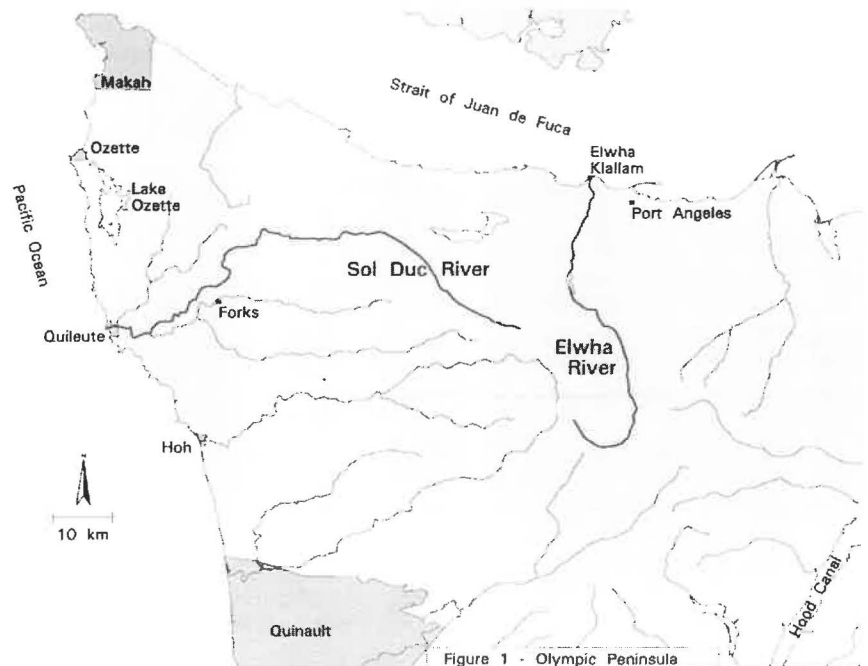 Makah
Strait of Juan de Fuca
Ozette
Elwha
Klallam
Lake
Ozette
Port Angeles
Pacific Ocean
Sol Duc River
Forks
Quileute
Elwha
River
Hoh
N
10 km
Hood Canal
Quinault
Figure 1 - Olympic Peninsula